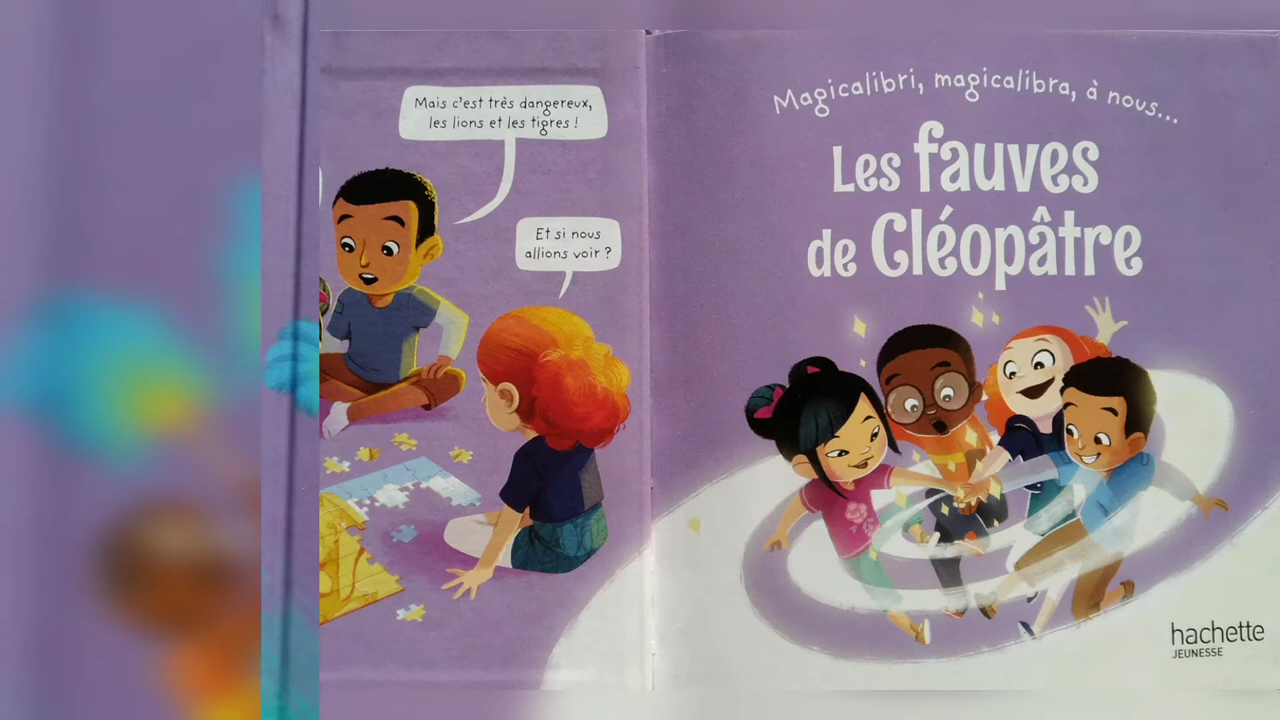 Mais c'est très dangereux,
les lions et les tigres !
Et si nous
allions voir ?
Magicalibri, magicalibra, à nous...
Les fauves
de Cléopâtre
hachette
JEUNESSE